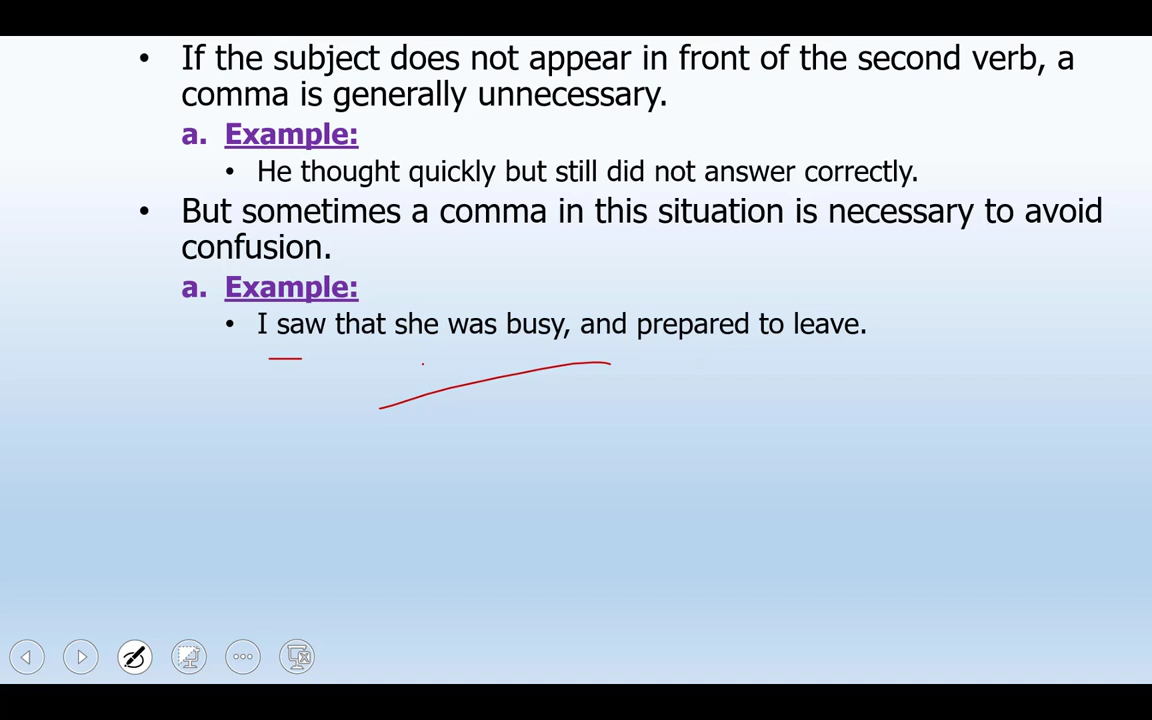 • If the subject does not appear in front of the second verb, a
comma is generally unnecessary.
a. Example:
• He thought quickly but still did not answer correctly.
• But sometimes a comma in this situation is necessary to avoid
confusion.
a. Example:
• I saw that she was busy, and prepared to leave.